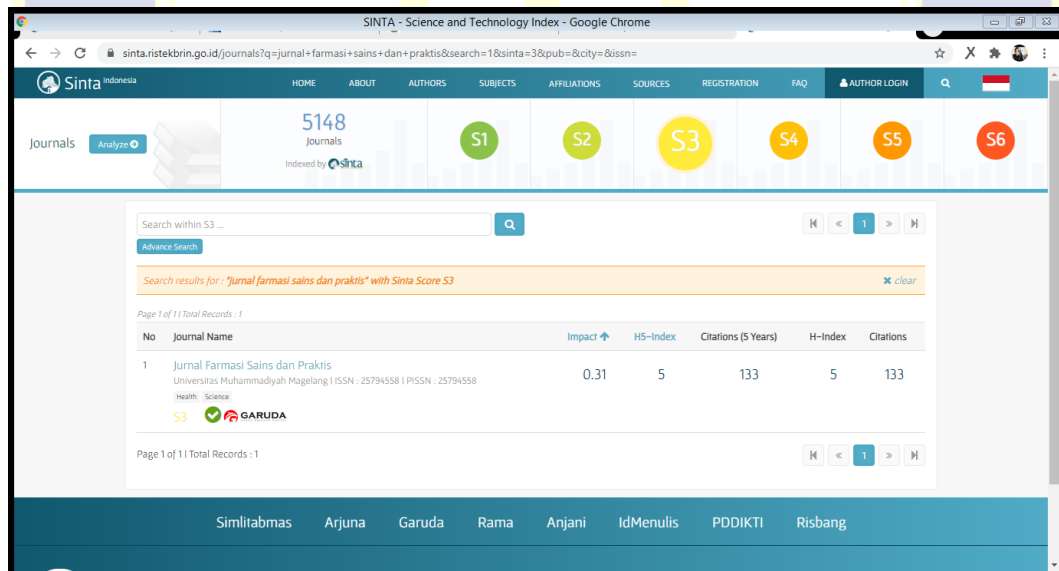 SINTA - Science and Technology Index - Google Chrome
sinta.ristekbrin.go.id/journals?q=jurnal+farmasi+sains+dan+praktis&search=1&sinta=3&pub=&city=&issn=
Sinta Indonesia HOME ABOUT AUTHORS SUBJECTS AFFILIATIONS SOURCES REGISTRATION FAQ AUTHOR LOGIN
Journals Analyze
5148
Journals
Indexed by sinta
S1 S2 S3 S4 S5 S6
Search within S3 ...
1
Advance Search
Search results for : "jurnal farmasi sains dan praktis" with Sinta Score S3 clear
Page 1 of 1 | Total Records : 1
No Journal Name Impact H5-Index Citations (5 Years) H-Index Citations
1 Jurnal Farmasi Sains dan Praktis 0.31 5 133 5 133
Universitas Muhammadiyah Magelang | ISSN : 25794558 | PISSN : 25794558
Health Science
S3 GARUDA
Page 1 of 1 | Total Records : 1 1
Simlitabmas Arjuna Garuda Rama Anjani IdMenulis PDDIKTI Risbang